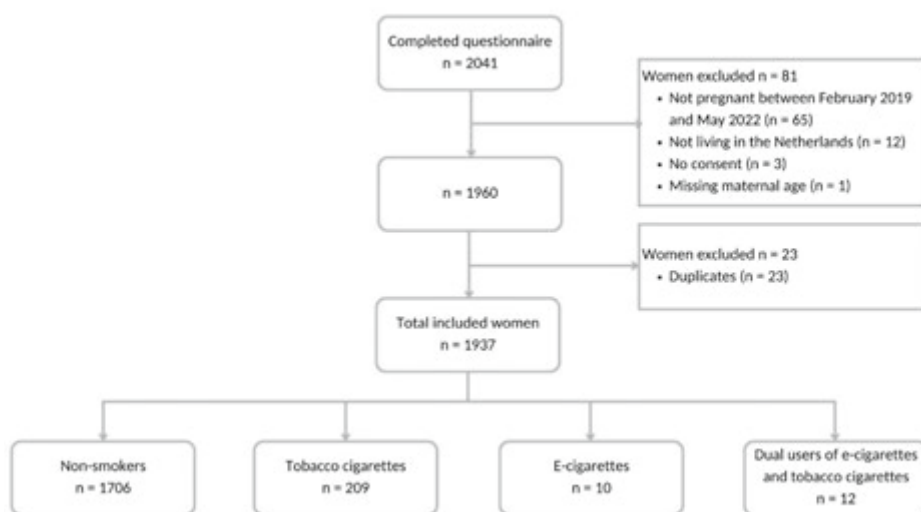 Completed questionnaire
n = 2041
Women excluded n = 81
• Not pregnant between February 2019
and May 2022 (n = 65)
• Not living in the Netherlands (n = 12)
• No consent (n = 3)
• Missing maternal age (n = 1)
n = 1960
Women excluded n = 23
• Duplicates (n = 23)
Total included women
n = 1937
Non-smokers
n = 1706
Tobacco cigarettes
n = 209
E-cigarettes
n = 10
Dual users of e-cigarettes
and tobacco cigarettes
n = 12